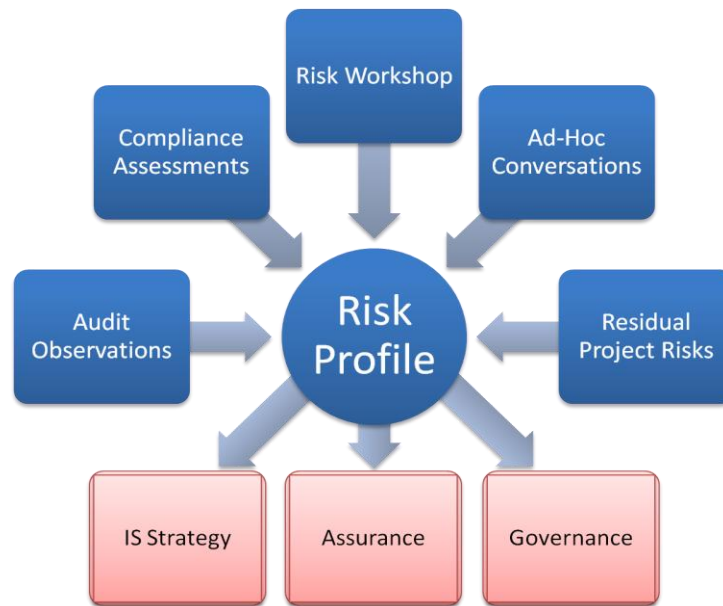 Risk Workshop
Compliance
Assessments
Ad-Hoc
Conversations
Audit
Observations
Risk
Profile
Residual
Project Risks
IS Strategy
Assurance
Governance